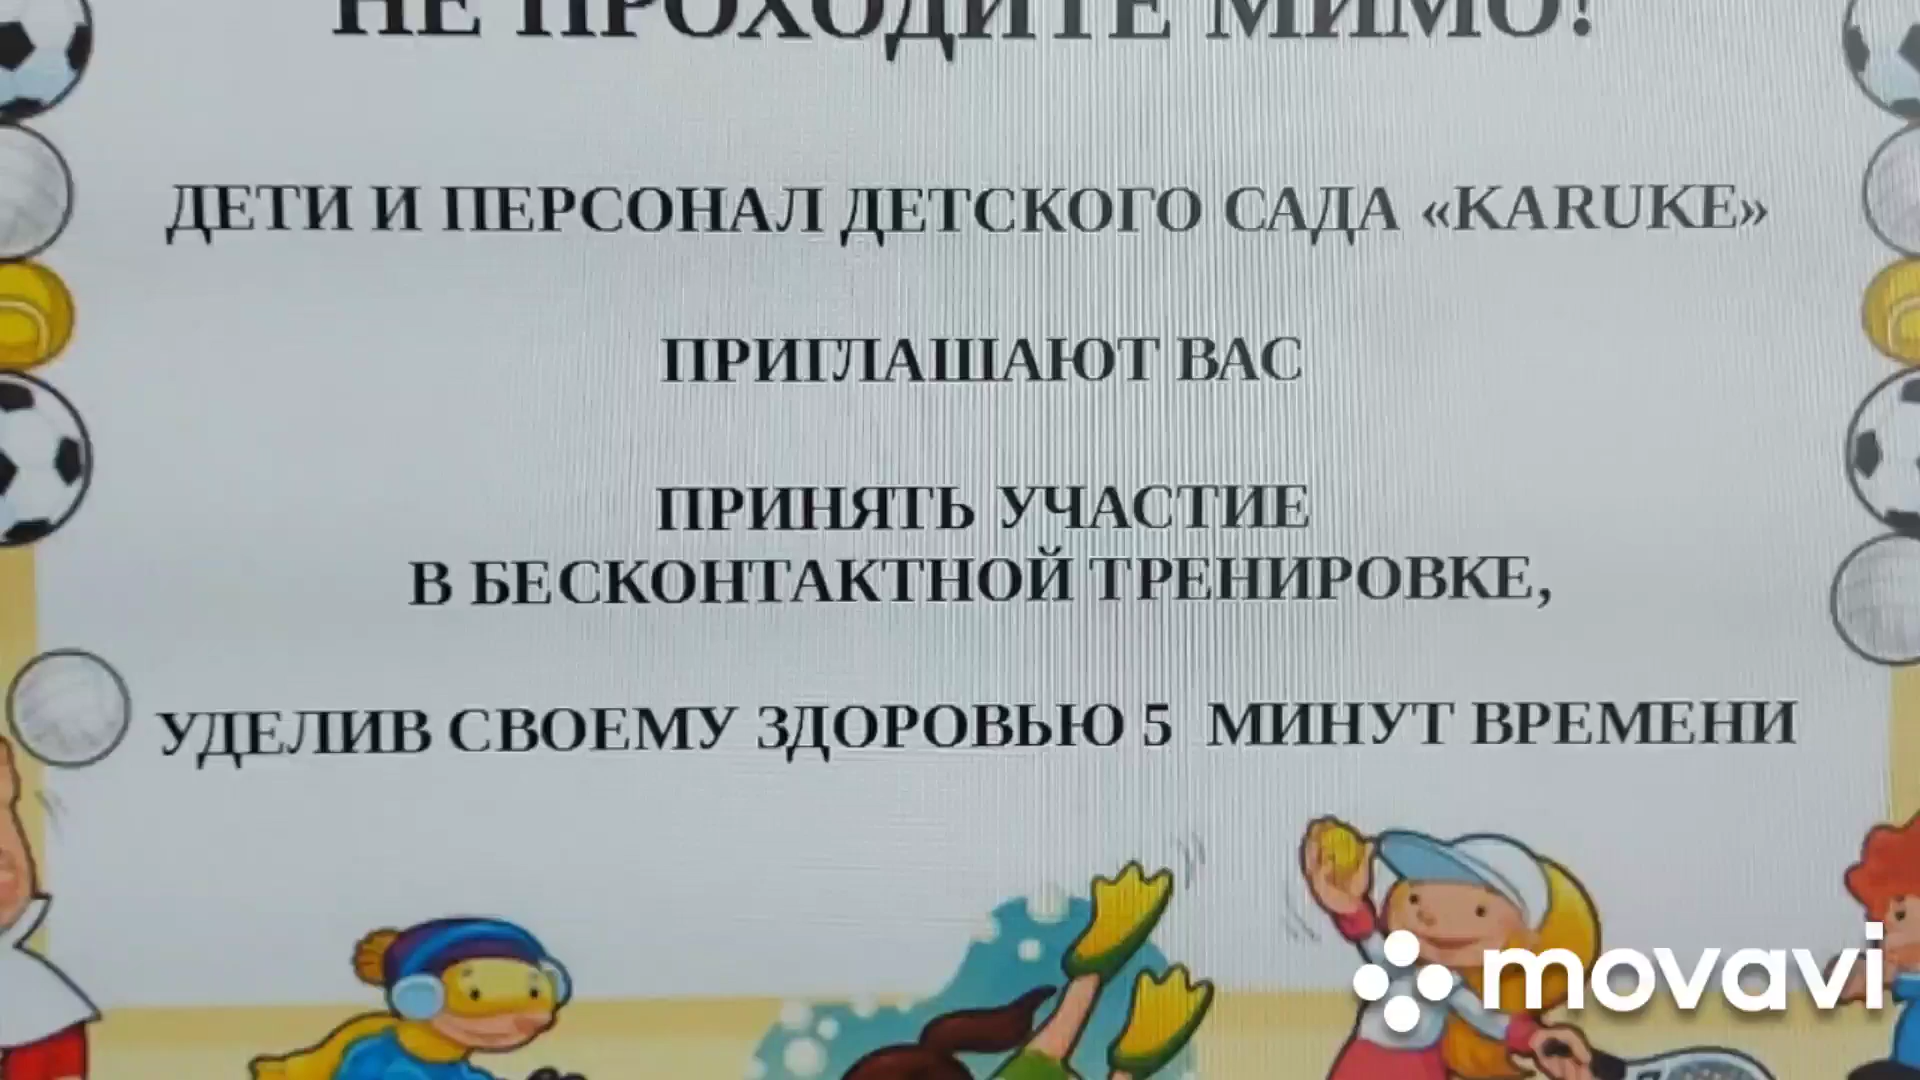 НЕ ПРОХОДИТЕ МИМО!
ДЕТИ И ПЕРСОНАЛ ДЕТСКОГО САДА «KARUKE»
ПРИГЛАШАЮТ ВАС
ПРИНЯТЬ УЧАСТИЕ
В БЕСКОНТАКТНОЙ ТРЕНИРОВКЕ,
УДЕЛИВ СВОЕМУ ЗДОРОВЬЮ 5 МИНУТ ВРЕМЕНИ
movavi